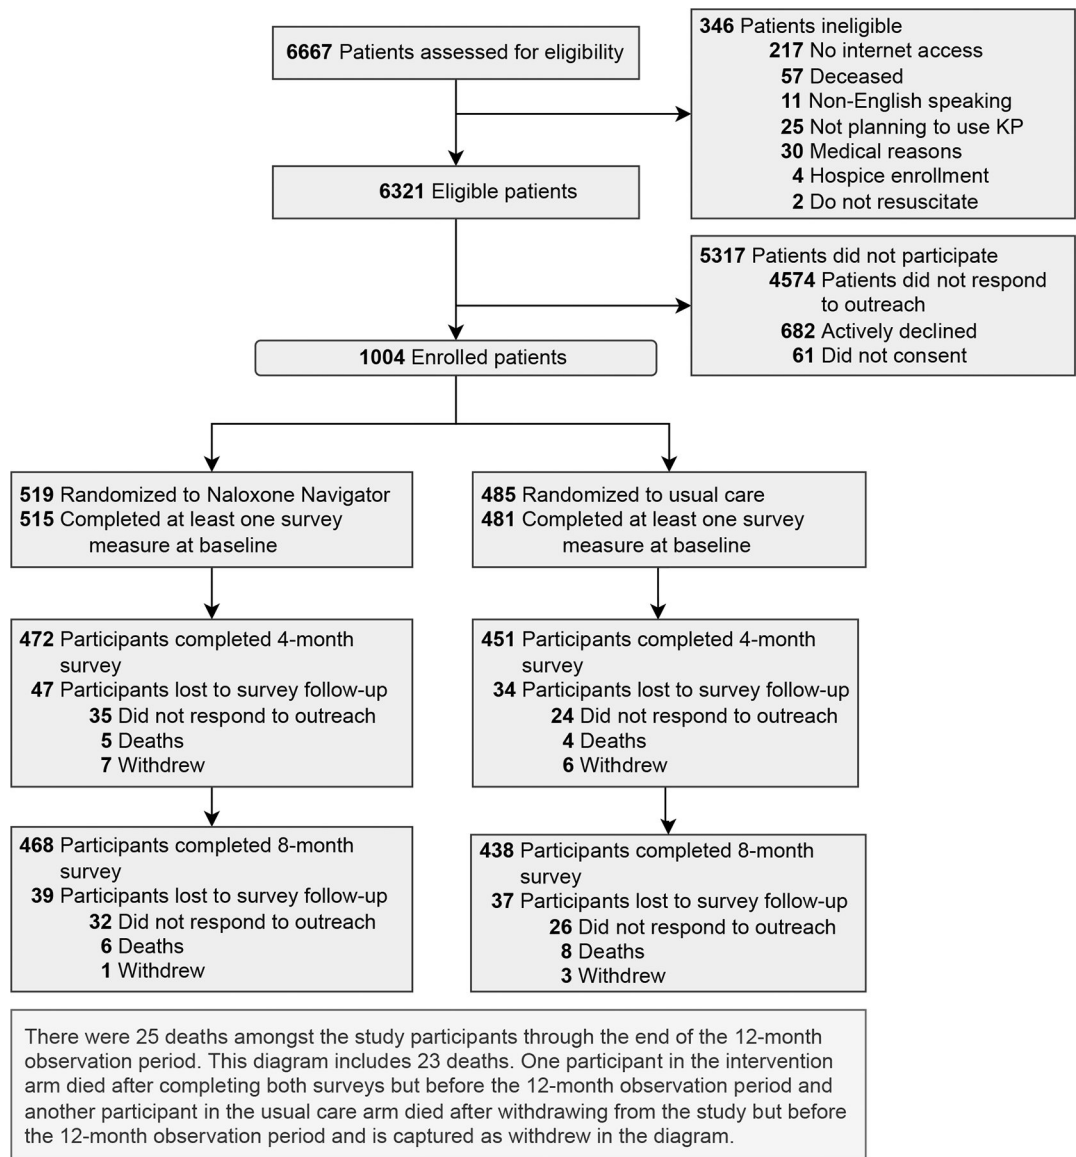 6667 Patients assessed for eligibility
346 Patients ineligible
217 No internet access
57 Deceased
11 Non-English speaking
25 Not planning to use KP
30 Medical reasons
4 Hospice enrollment
2 Do not resuscitate
6321 Eligible patients
5317 Patients did not participate
4574 Patients did not respond
to outreach
682 Actively declined
61 Did not consent
1004 Enrolled patients
519 Randomized to Naloxone Navigator
515 Completed at least one survey
measure at baseline
485 Randomized to usual care
481 Completed at least one survey
measure at baseline
472 Participants completed 4-month
survey
47 Participants lost to survey follow-up
35 Did not respond to outreach
5 Deaths
7 Withdrew
451 Participants completed 4-month
survey
34 Participants lost to survey follow-up
24 Did not respond to outreach
4 Deaths
6 Withdrew
468 Participants completed 8-month
survey
39 Participants lost to survey follow-up
32 Did not respond to outreach
6 Deaths
1 Withdrew
438 Participants completed 8-month
survey
37 Participants lost to survey follow-up
26 Did not respond to outreach
8 Deaths
3 Withdrew
There were 25 deaths amongst the study participants through the end of the 12-month
observation period. This diagram includes 23 deaths. One participant in the intervention
arm died after completing both surveys but before the 12-month observation period and
another participant in the usual care arm died after withdrawing from the study but before
the 12-month observation period and is captured as withdrew in the diagram.